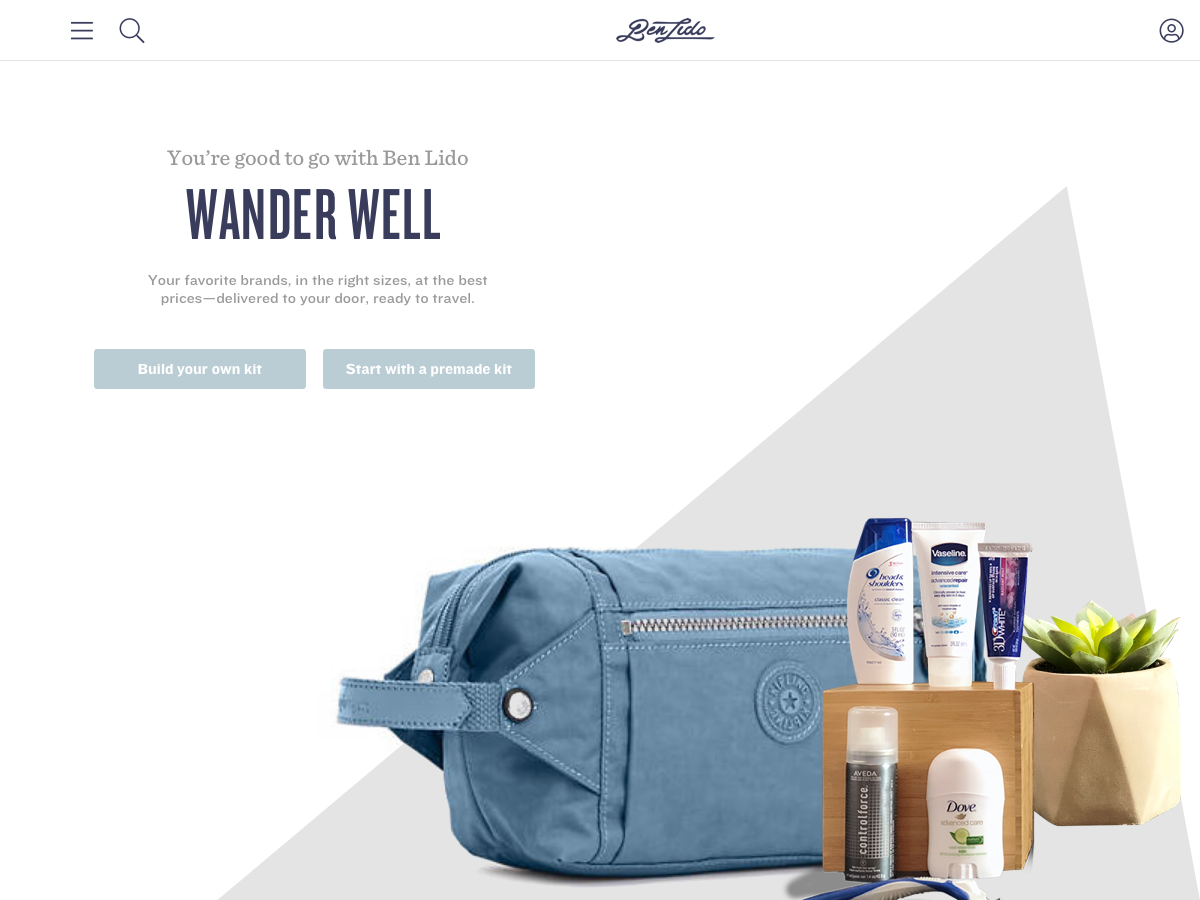 Ben Lido
You're good to go with Ben Lido
WANDER WELL
Your favorite brands, in the right sizes, at the best
prices—delivered to your door, ready to travel.
Build your own kit
Start with a premade kit
head &
shoulders
classic clean
Vaseline.
intensive care
advanced repair
unscented
Crest
3D WHITE
KIPLING
AVEDA
controlforce
Dove
advanced care